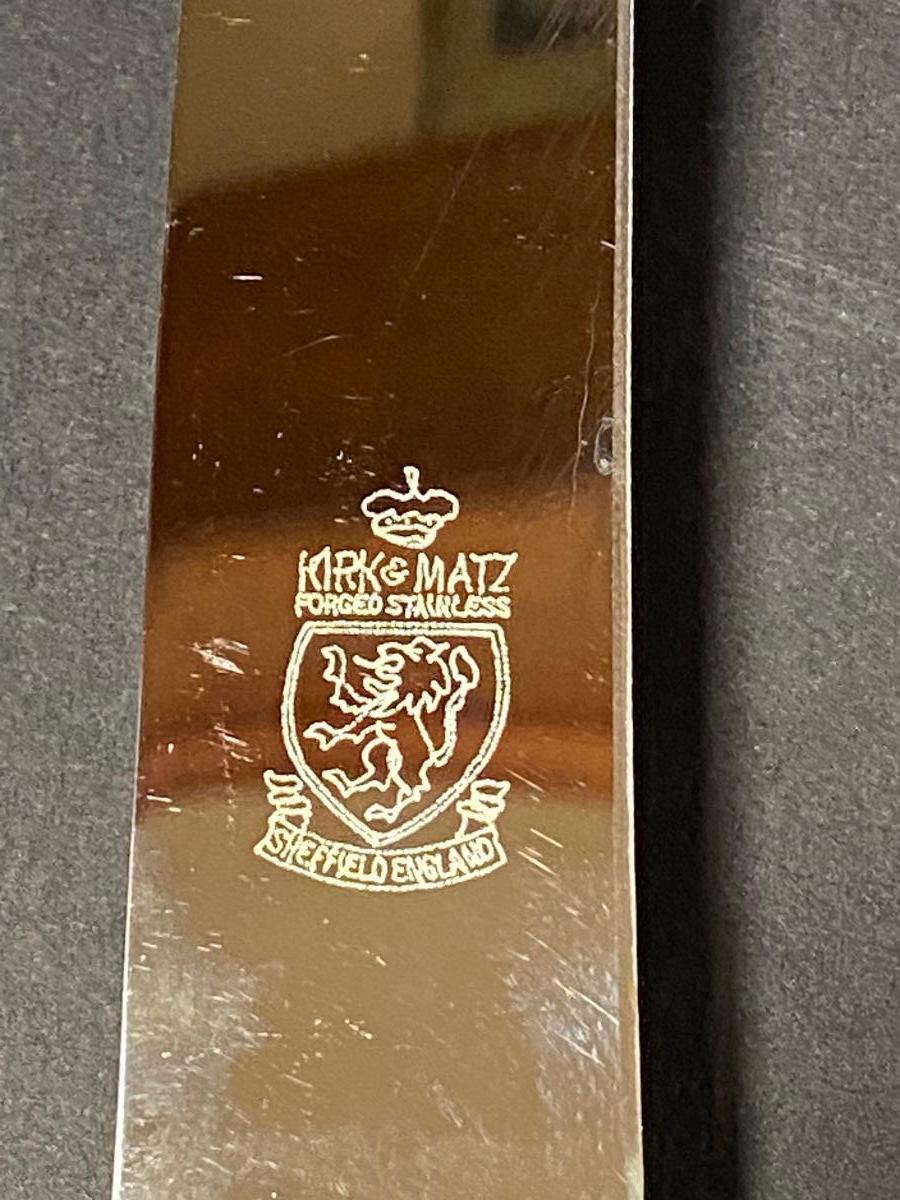 KIRK & MATZ
FORGED STAINLESS
SHEFFIELD ENGLAND